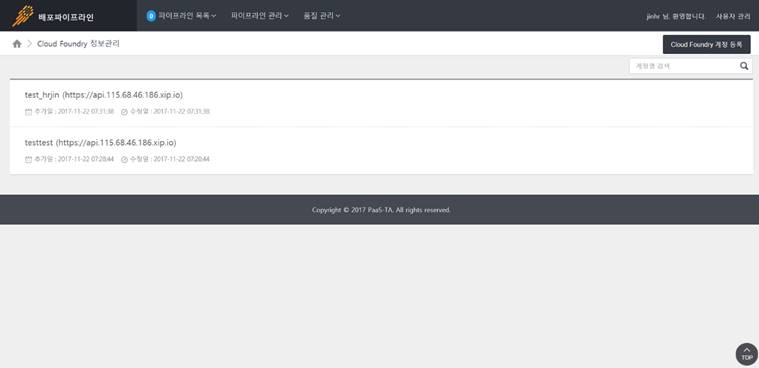 배포파이프라인
0 파이프라인 목록 파이프라인 관리 품질 관리 jinhr 님, 환영합니다. 사용자 관리
Cloud Foundry 정보관리 Cloud Foundry 계정 등록
계정명 검색
test_hrjin (https://api.115.68.46.186.xip.io)
추가일 : 2017-11-22 07:31:38 수정일 : 2017-11-22 07:31:38
testtest (https://api.115.68.46.186.xip.io)
추가일 : 2017-11-22 07:28:44 수정일 : 2017-11-22 07:28:44
Copyright © 2017 PaaS-TA. All rights reserved.
TOP